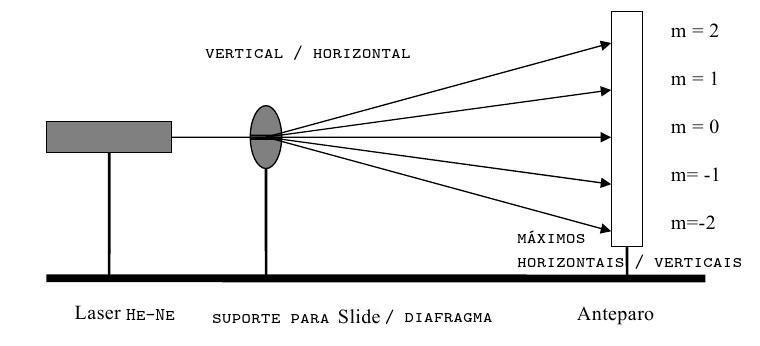 m = 2
VERTICAL / HORIZONTAL
m = 1
m = 0
m= -1
m=-2
MÁXIMOS
HORIZONTAIS / VERTICAIS
Laser HE-NE
SUPORTE PARA Slide / DIAFRAGMA
Anteparo